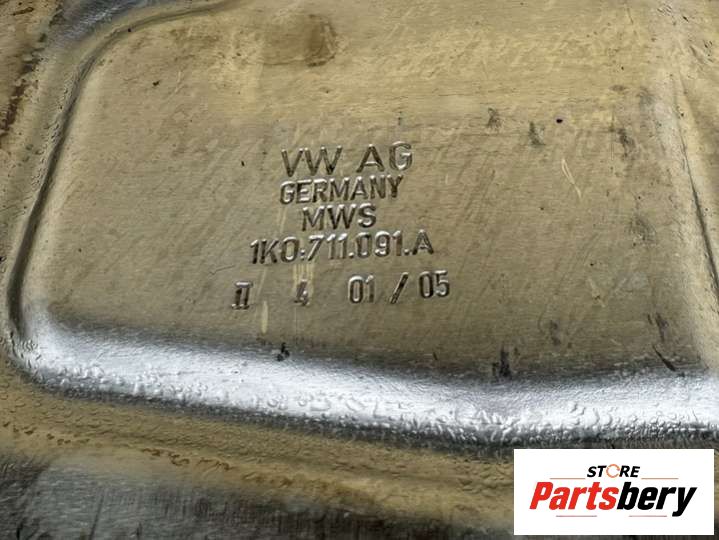 VW AG
GERMANY
MWS
1K0.711.091.A
II 4 01 / 05
STORE
Partsbery